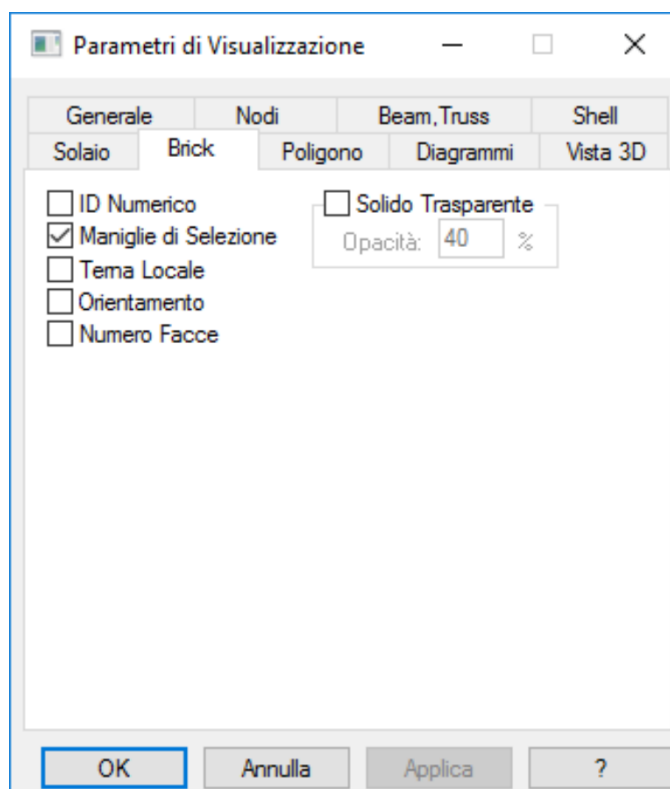 Parametri di Visualizzazione
Generale Nodi Beam,Truss Shell
Solaio Brick Poligono Diagrammi Vista 3D
ID Numerico
Maniglie di Selezione
Terna Locale
Orientamento
Numero Facce
Solido Trasparente
Opacità: 40 %
OK Annulla Applica ?